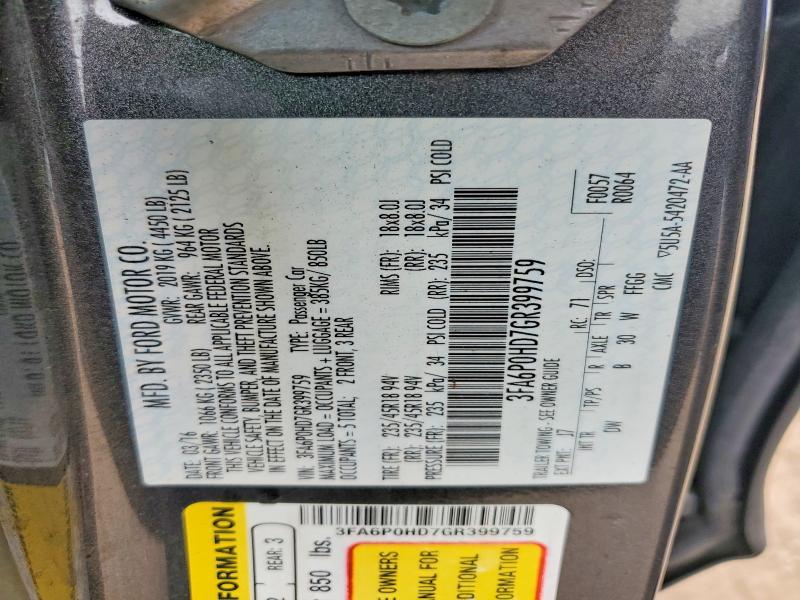 MFD. BY FORD MOTOR CO.
DATE: 03/16 GVWR: 2019 KG ( 4450 LB)
FRONT GAWR: 1066 KG ( 2350 LB) REAR GAWR: 964 KG ( 2125 LB)
THIS VEHICLE CONFORMS TO ALL APPLICABLE FEDERAL MOTOR
VEHICLE SAFETY, BUMPER, AND THEFT PREVENTION STANDARDS
IN EFFECT ON THE DATE OF MANUFACTURE SHOWN ABOVE.
VIN: 3FA6P0HD7GR399759 TYPE: Passenger Car
MAXIMUM LOAD = OCCUPANTS + LUGGAGE = 385KG/ 850LB
OCCUPANTS = 5 TOTAL; 2 FRONT, 3 REAR
TIRE (FR): 235/45R18 94V RIMS (FR): 18x8.0J
(RR): 235/45R18 94V (RR): 18x8.0J
PRESSURE (FR): 235 kPa/ 34 PSI COLD (RR): 235 kPa/ 34 PSI COLD
3FA6P0HD7GR399759
TRAILER TOWING - SEE OWNER GUIDE
EXT PNT: J7 RC: 71 DSO:
F0057
R0064
INT TR TP/PS R AXLE TR SPR
DW B 30 W FFGG
CMC 5U5A-5420472-AA
3FA6P0HD7GR399759
FORMATION
2 REAR: 3
850 lbs.
OWNERS
NUAL FOR
DITIONAL
ORMATION